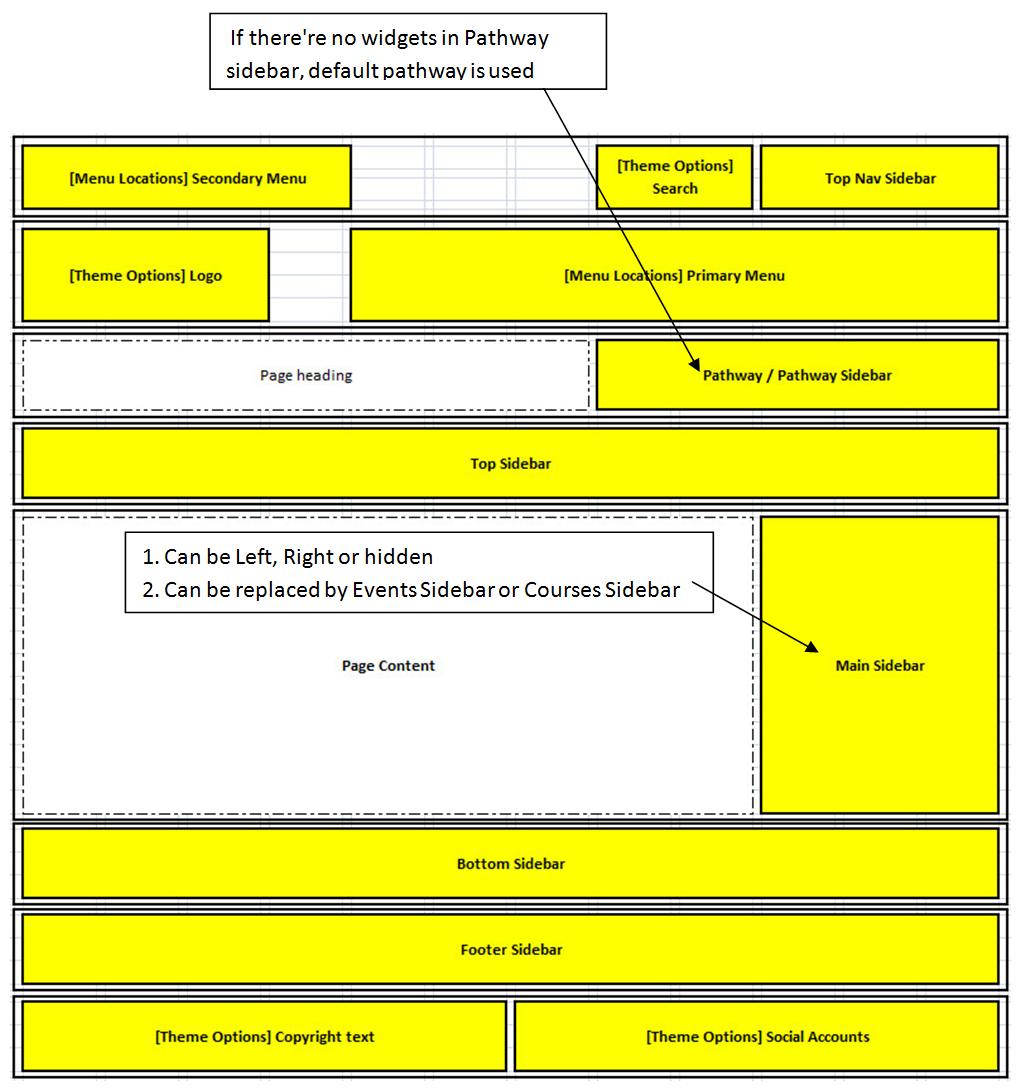 If there're no widgets in Pathway
sidebar, default pathway is used
[Menu Locations] Secondary Menu
[Theme Options]
Search
Top Nav Sidebar
[Theme Options] Logo
[Menu Locations] Primary Menu
Page heading
Pathway / Pathway Sidebar
Top Sidebar
1. Can be Left, Right or hidden
2. Can be replaced by Events Sidebar or Courses Sidebar
Page Content
Main Sidebar
Bottom Sidebar
Footer Sidebar
[Theme Options] Copyright text
[Theme Options] Social Accounts